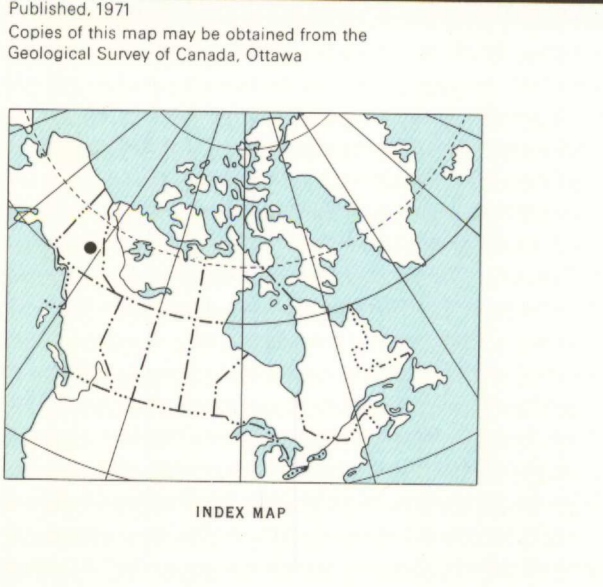 Published, 1971
Copies of this map may be obtained from the
Geological Survey of Canada, Ottawa
INDEX MAP